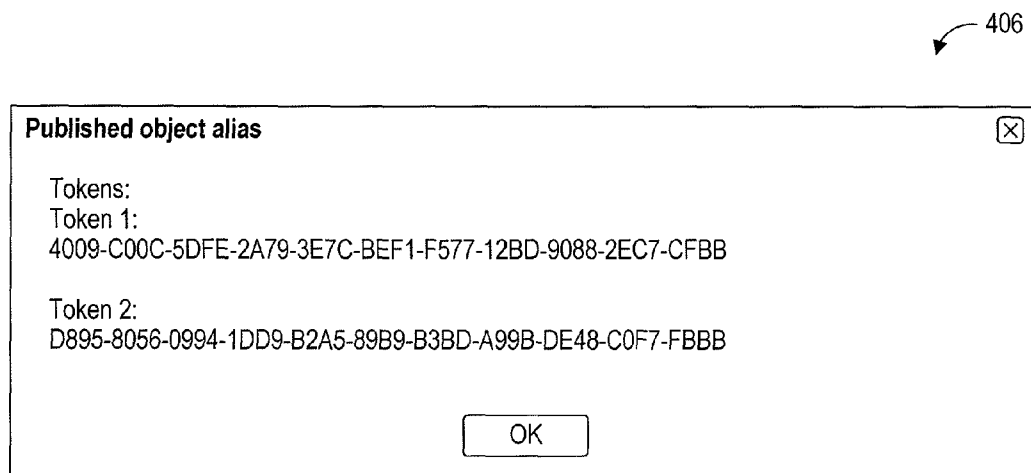 406
Published object alias
Tokens:
Token 1:
4009-C00C-5DFE-2A79-3E7C-BEF1-F577-12BD-9088-2EC7-CFBB
Token 2:
D895-8056-0994-1DD9-B2A5-89B9-B3BD-A99B-DE48-C0F7-FBBB
OK